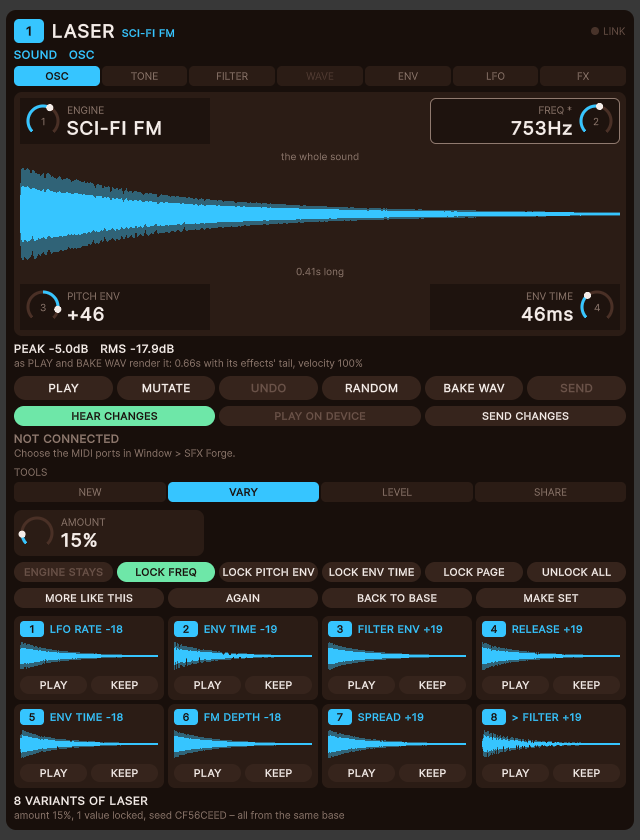 1 LASER SCI-FI FM LINK
SOUND OSC
OSC TONE FILTER WAVE ENV LFO FX
1 ENGINE SCI-FI FM
FREQ * 753Hz 2
the whole sound
0.41s long
3 PITCH ENV +46
ENV TIME 46ms 4
PEAK -5.0dB RMS -17.9dB
as PLAY and BAKE WAV render it: 0.66s with its effects' tail, velocity 100%
PLAY MUTATE UNDO RANDOM BAKE WAV SEND
HEAR CHANGES PLAY ON DEVICE SEND CHANGES
NOT CONNECTED
Choose the MIDI ports in Window > SFX Forge.
TOOLS
NEW VARY LEVEL SHARE
AMOUNT
15%
ENGINE STAYS LOCK FREQ LOCK PITCH ENV LOCK ENV TIME LOCK PAGE UNLOCK ALL
MORE LIKE THIS AGAIN BACK TO BASE MAKE SET
1 LFO RATE -18 2 ENV TIME -19 3 FILTER ENV +19 4 RELEASE +19
PLAY KEEP PLAY KEEP PLAY KEEP PLAY KEEP
5 ENV TIME -18 6 FM DEPTH -18 7 SPREAD +19 8 > FILTER +19
PLAY KEEP PLAY KEEP PLAY KEEP PLAY KEEP
8 VARIANTS OF LASER
amount 15%, 1 value locked, seed CF56CEED – all from the same base